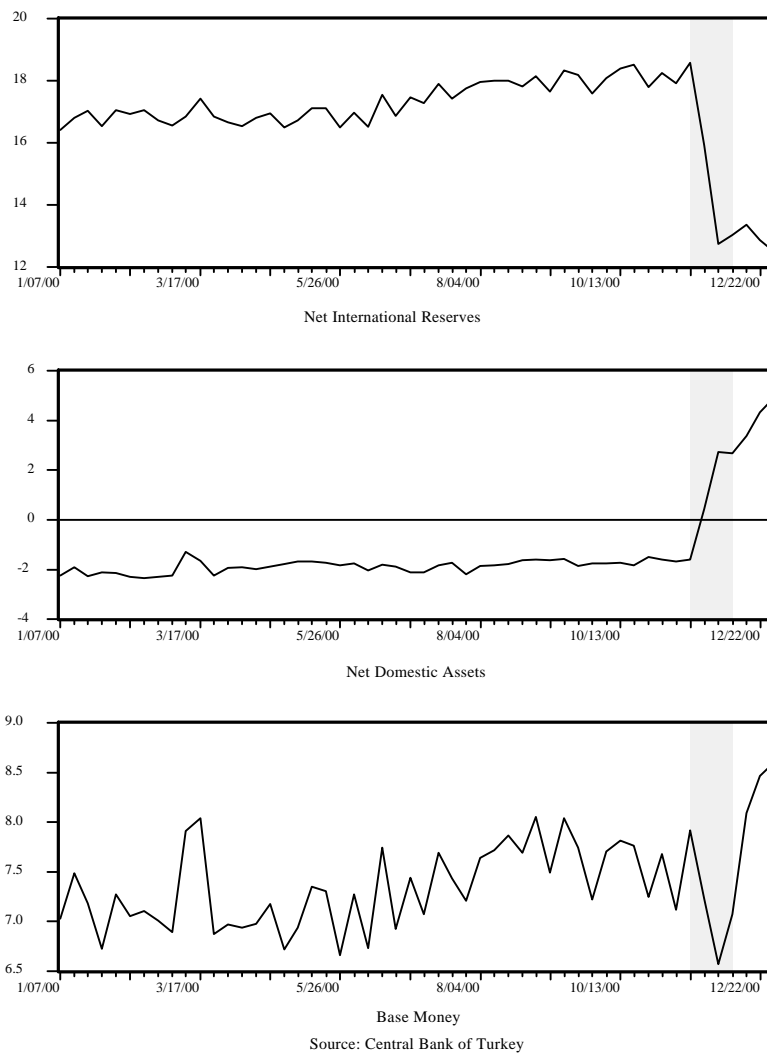 20
18
16
14
12
1/07/00 3/17/00 5/26/00 8/04/00 10/13/00 12/22/00
Net International Reserves
6
4
2
0
-2
-4
1/07/00 3/17/00 5/26/00 8/04/00 10/13/00 12/22/00
Net Domestic Assets
9.0
8.5
8.0
7.5
7.0
6.5
1/07/00 3/17/00 5/26/00 8/04/00 10/13/00 12/22/00
Base Money
Source: Central Bank of Turkey